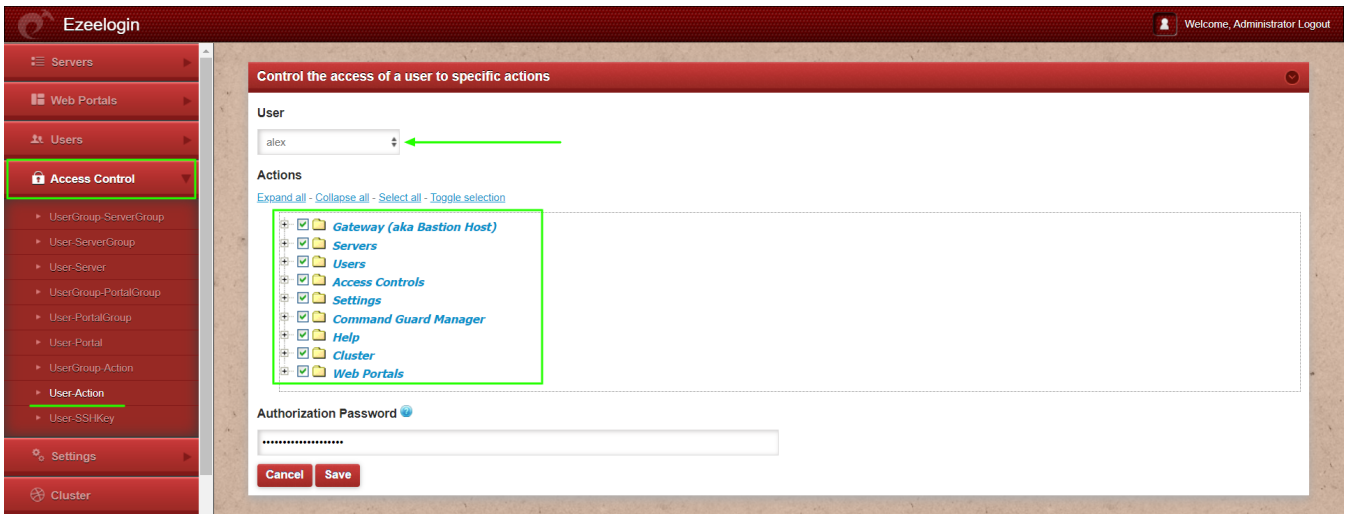 Ezeelogin
Welcome, Administrator Logout
Servers
Web Portals
Users
Access Control
UserGroup-ServerGroup
User-ServerGroup
User-Server
UserGroup-PortalGroup
User-PortalGroup
User-Portal
UserGroup-Action
User-Action
User-SSHKey
Settings
Cluster
Control the access of a user to specific actions
User
alex
Actions
Expand all - Collapse all - Select all - Toggle selection
Gateway (aka Bastion Host)
Servers
Users
Access Controls
Settings
Command Guard Manager
Help
Cluster
Web Portals
Authorization Password
Cancel Save